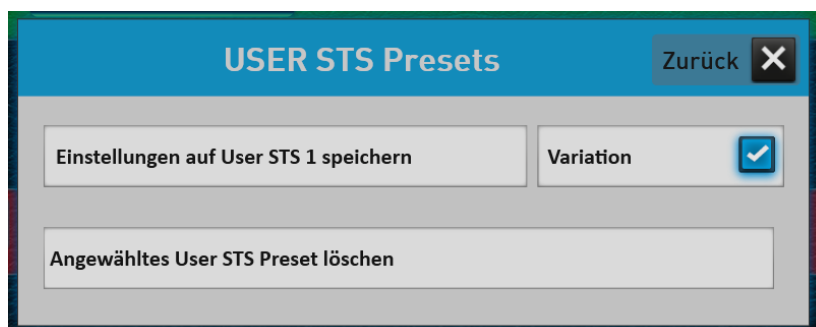 USER STS Presets
Zurück
Einstellungen auf User STS 1 speichern
Variation
Angewähltes User STS Preset löschen